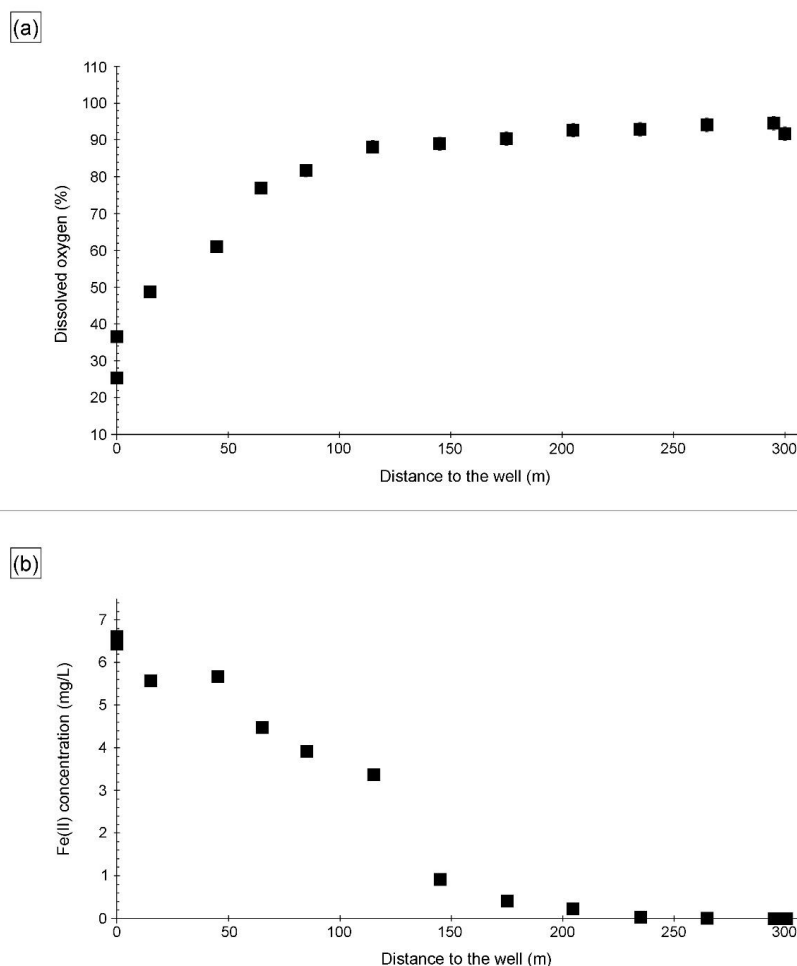 (a)
110
100
90
80
70
60
50
40
30
20
10
Dissolved oxygen (%)
0 50 100 150 200 250 300
Distance to the well (m)
(b)
7
6
5
4
3
2
1
0
Fe(II) concentration (mg/L)
0 50 100 150 200 250 300
Distance to the well (m)